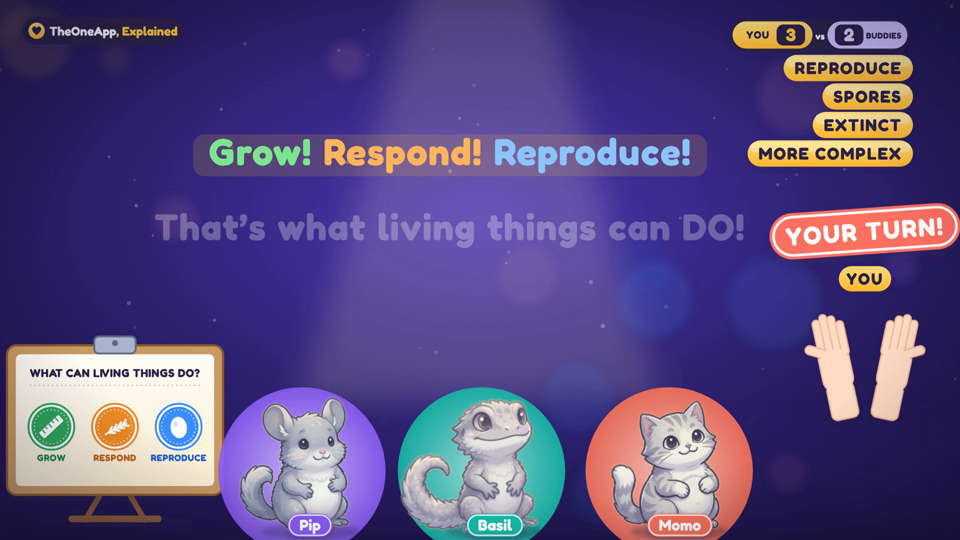 TheOneApp, Explained
YOU 3 vs 2 BUDDIES
REPRODUCE
SPORES
EXTINCT
MORE COMPLEX
Grow! Respond! Reproduce!
That's what living things can DO!
YOUR TURN!
YOU
WHAT CAN LIVING THINGS DO?
GROW RESPOND REPRODUCE
Pip Basil Momo